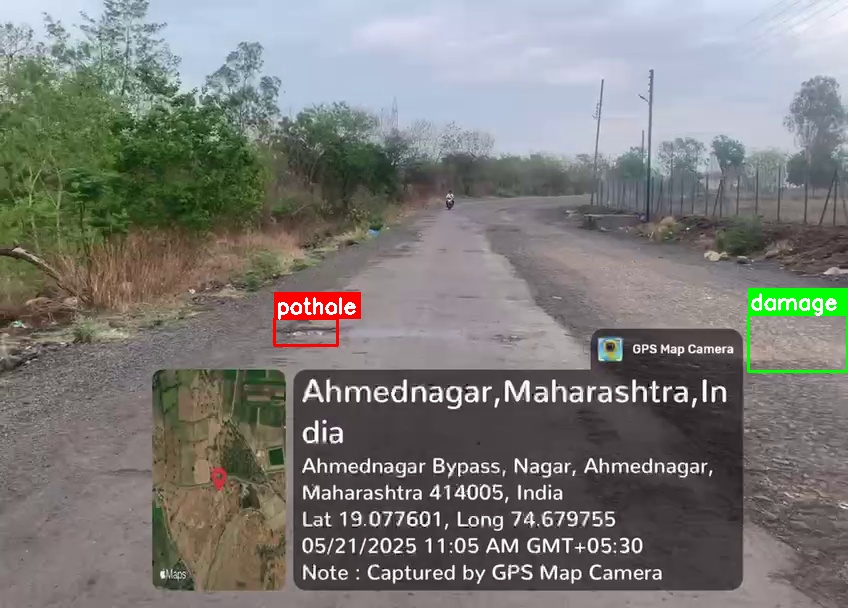 pothole
damage
GPS Map Camera
Ahmednagar,Maharashtra,In
dia
Ahmednagar Bypass, Nagar, Ahmednagar,
Maharashtra 414005, India
Lat 19.077601, Long 74.679755
05/21/2025 11:05 AM GMT+05:30
Note : Captured by GPS Map Camera
Maps